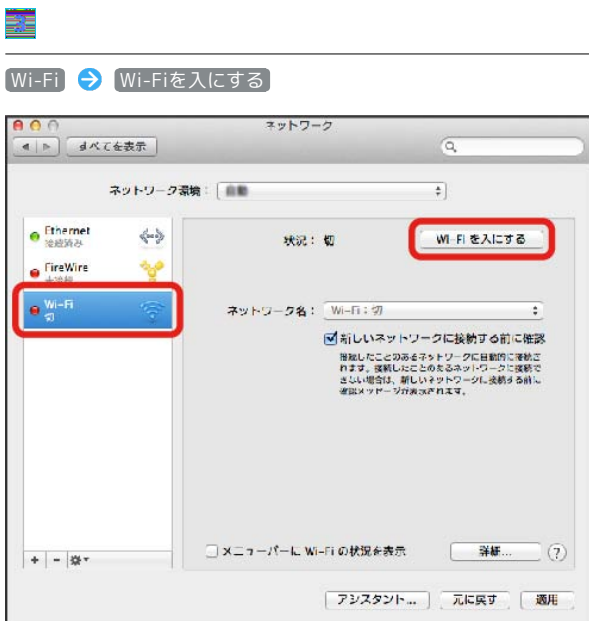 3
Wi-Fi → Wi-Fiを入にする
ネットワーク
すべてを表示
ネットワーク環境： 自動
Ethernet
接続済み
状況： 切
Wi-Fi を入にする
FireWire
未接続
Wi-Fi
切
ネットワーク名： Wi-Fi：切
新しいネットワークに接続する前に確認
接続したことのあるネットワークに自動的に接続さ
れます。接続したことのあるネットワークに接続で
きない場合は、新しいネットワークに接続する前に
確認メッセージが表示されます。
メニューバーに Wi-Fi の状況を表示
詳細...
?
アシスタント...
元に戻す
適用